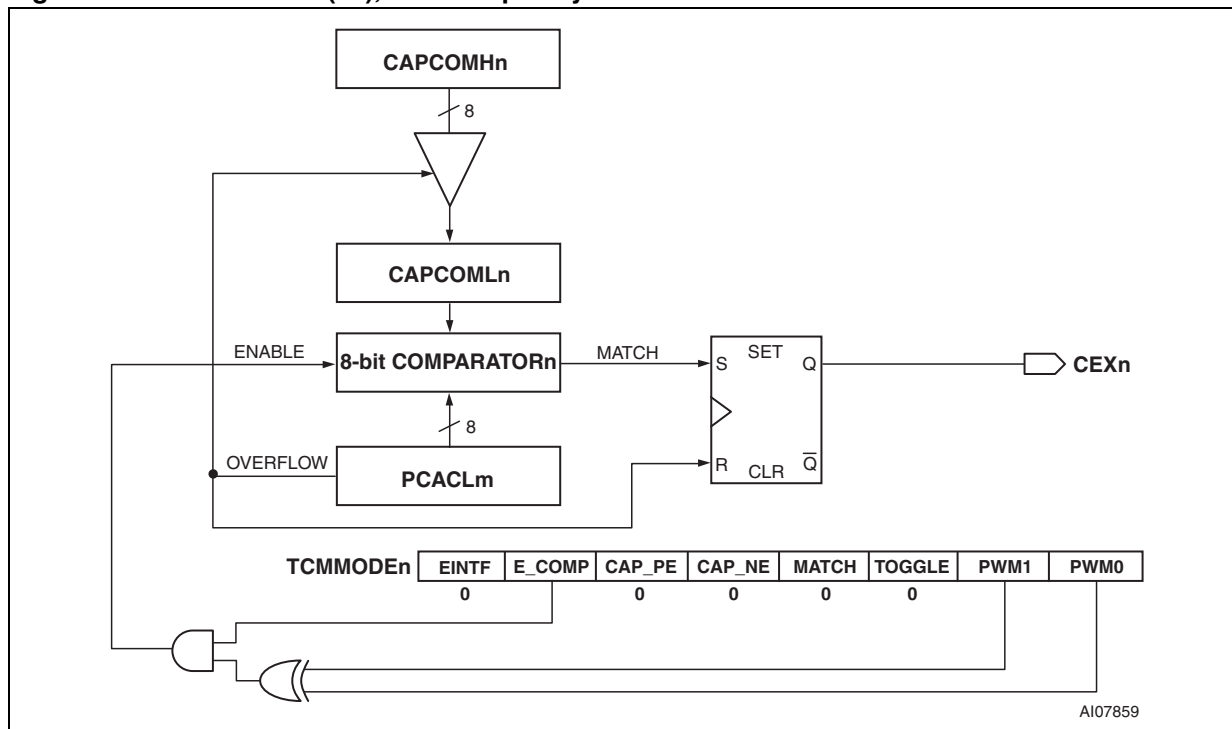 CAPCOMHn
8
CAPCOMLn
ENABLE
8-bit COMPARATORn
MATCH
S SET Q
CEXn
8
OVERFLOW
PCACLm
R CLR Q̅
TCMMODEn EINTF E_COMP CAP_PE CAP_NE MATCH TOGGLE PWM1 PWM0
0 0 0 0 0
AI07859